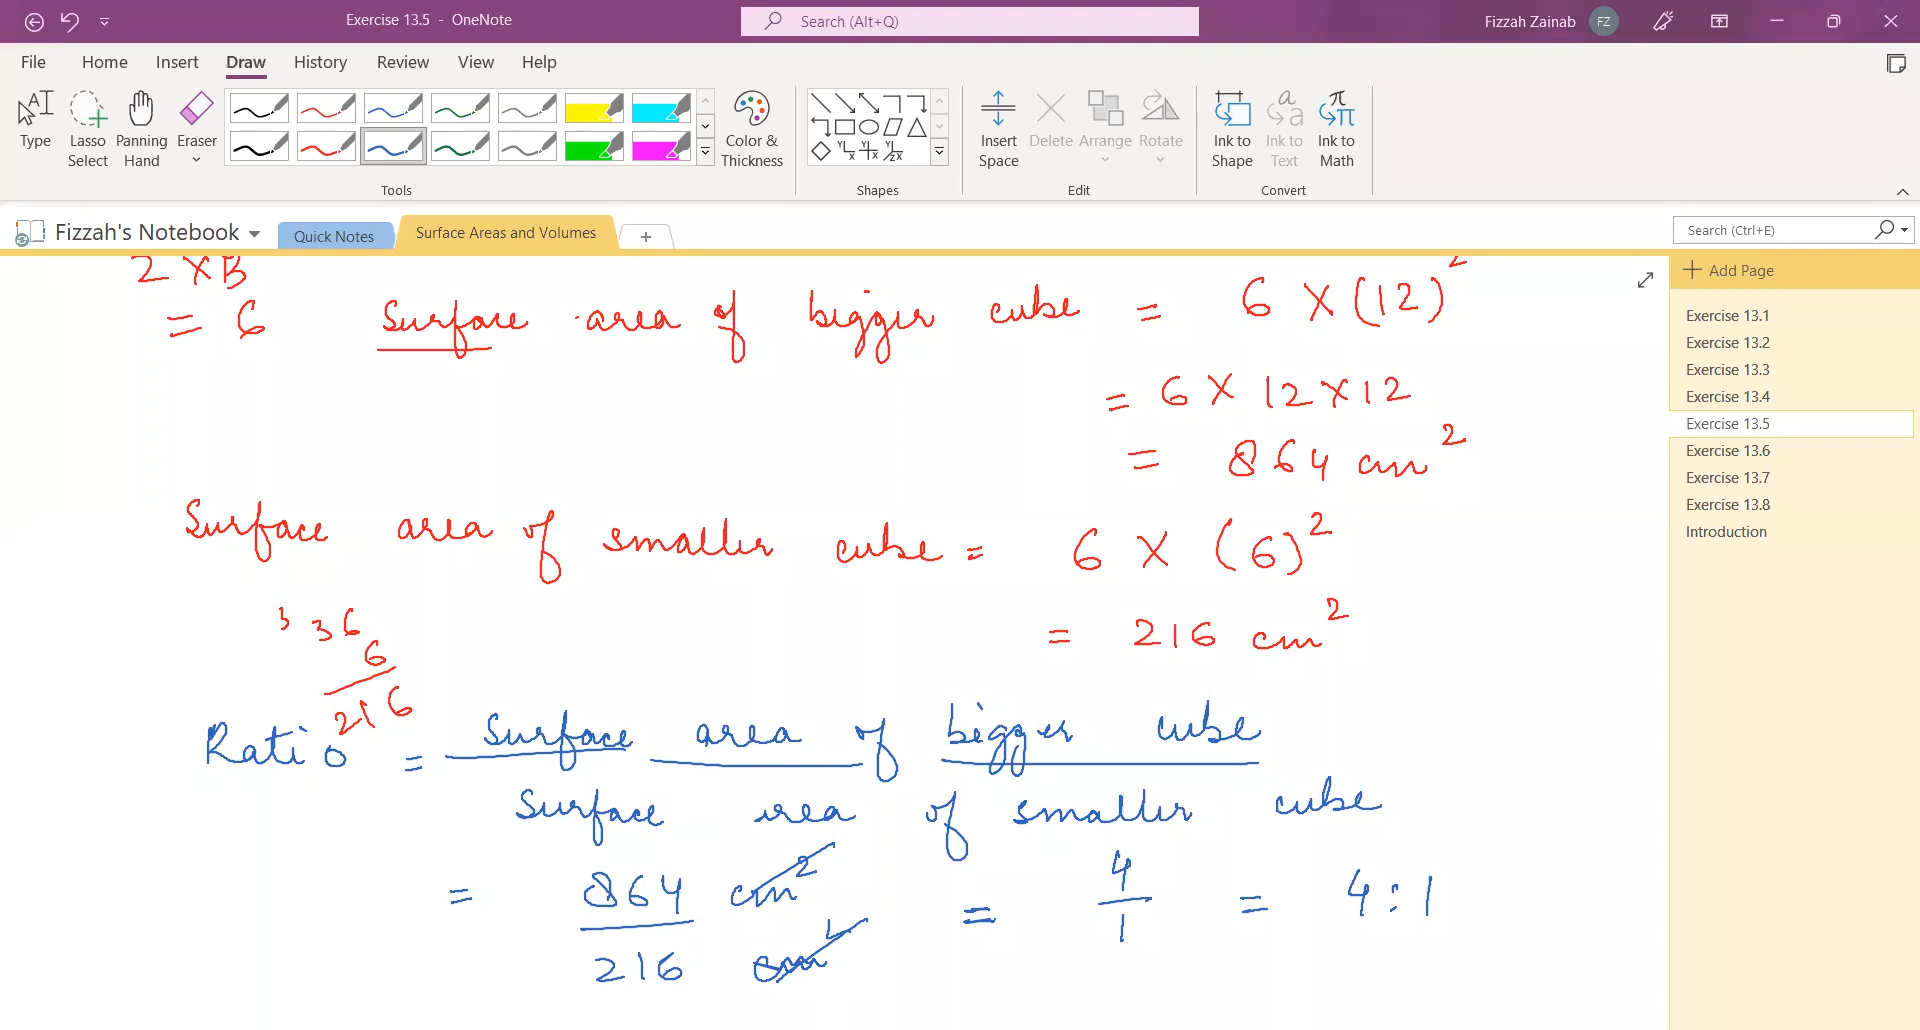 Exercise 13.5 - OneNote
Search (Alt+Q)
Fizzah Zainab FZ
File Home Insert Draw History Review View Help
Type
Lasso Select
Panning Hand
Eraser
Color & Thickness
Insert Space
Delete
Arrange
Rotate
Ink to Shape
Ink to Text
Ink to Math
Tools Shapes Edit Convert
Fizzah's Notebook
Quick Notes
Surface Areas and Volumes
Search (Ctrl+E)
Add Page
Exercise 13.1
Exercise 13.2
Exercise 13.3
Exercise 13.4
Exercise 13.5
Exercise 13.6
Exercise 13.7
Exercise 13.8
Introduction
2 × B
= 6
Surface area of bigger cube = 6 × (12)²
= 6 × 12 × 12
= 864 cm²
Surface area of smaller cube = 6 × (6)²
= 216 cm²
3 36
6
216
Ratio = Surface area of bigger cube
Surface area of smaller cube
= 864 cm² / 216 cm² = 4/1 = 4:1